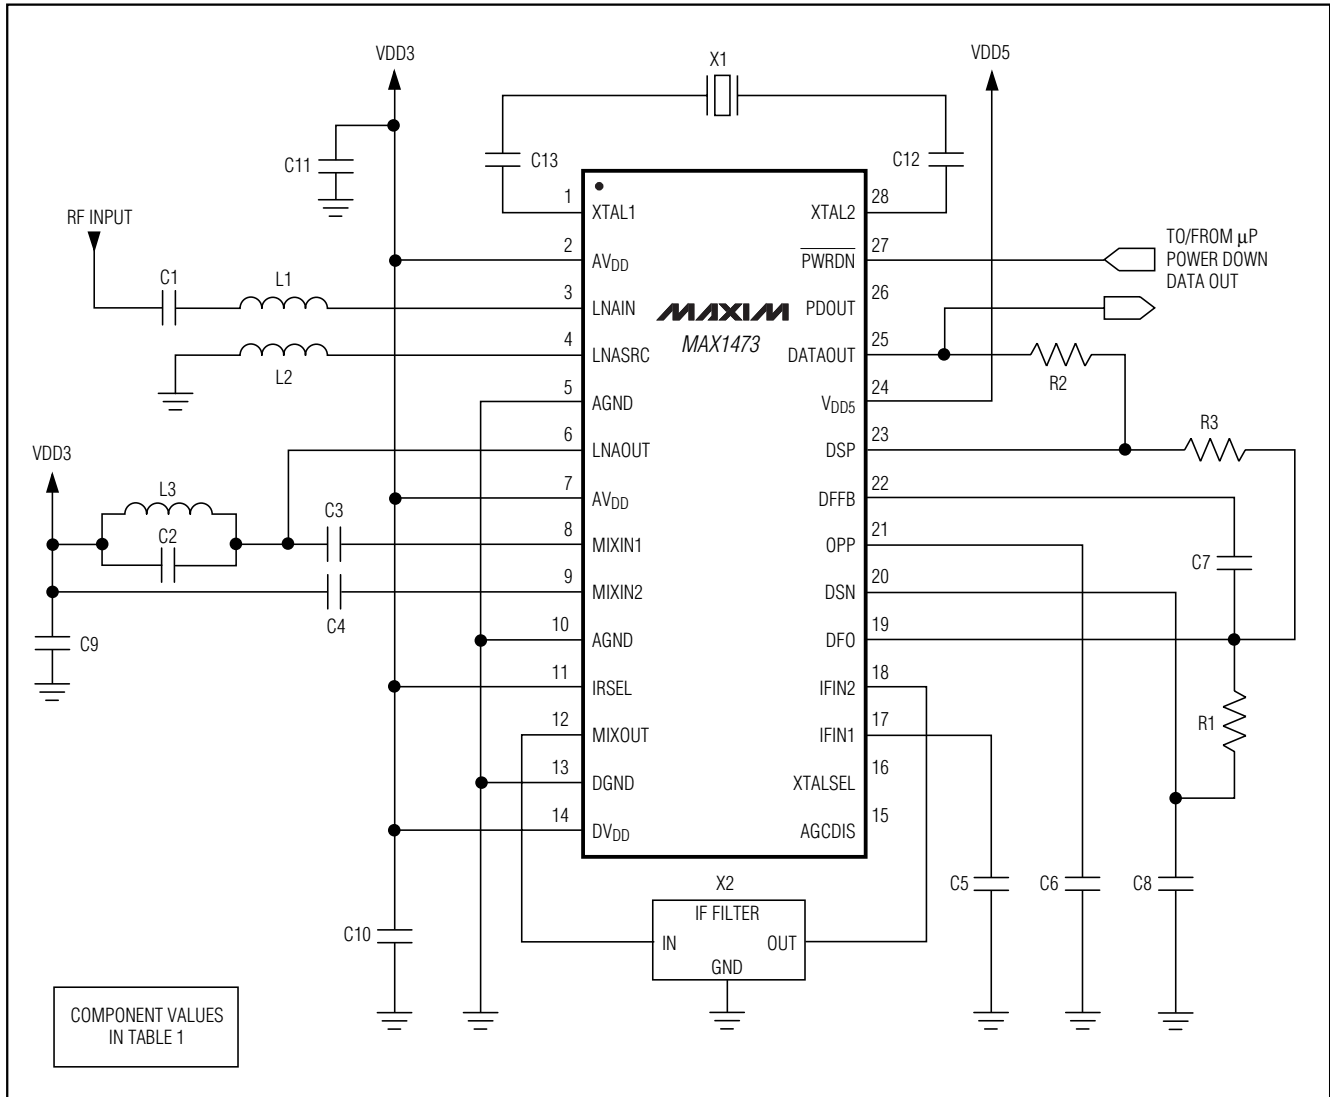 VDD3
X1
VDD5
C11
C13
C12
RF INPUT
C1
L1
L2
VDD3
L3
C2
C3
C4
C9
C10
1
XTAL1
2
AVDD
3
LNAIN
4
LNASRC
5
AGND
6
LNAOUT
7
AVDD
8
MIXIN1
9
MIXIN2
10
AGND
11
IRSEL
12
MIXOUT
13
DGND
14
DVDD
MAXIM
MAX1473
28
XTAL2
27
PWRDN
26
PDOUT
25
DATAOUT
24
VDD5
23
DSP
22
DFFB
21
OPP
20
DSN
19
DFO
18
IFIN2
17
IFIN1
16
XTALSEL
15
AGCDIS
TO/FROM µP
POWER DOWN
DATA OUT
R2
R3
C7
R1
C5
C6
C8
X2
IF FILTER
IN
OUT
GND
COMPONENT VALUES
IN TABLE 1